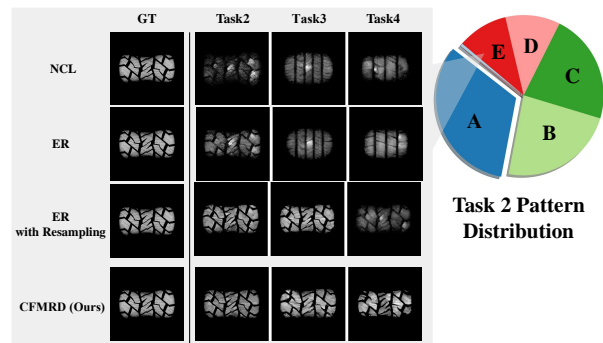 GT Task2 Task3 Task4
NCL
ER
ER
with Resampling
CFMRD (Ours)
E D
C
A
B
Task 2 Pattern
Distribution